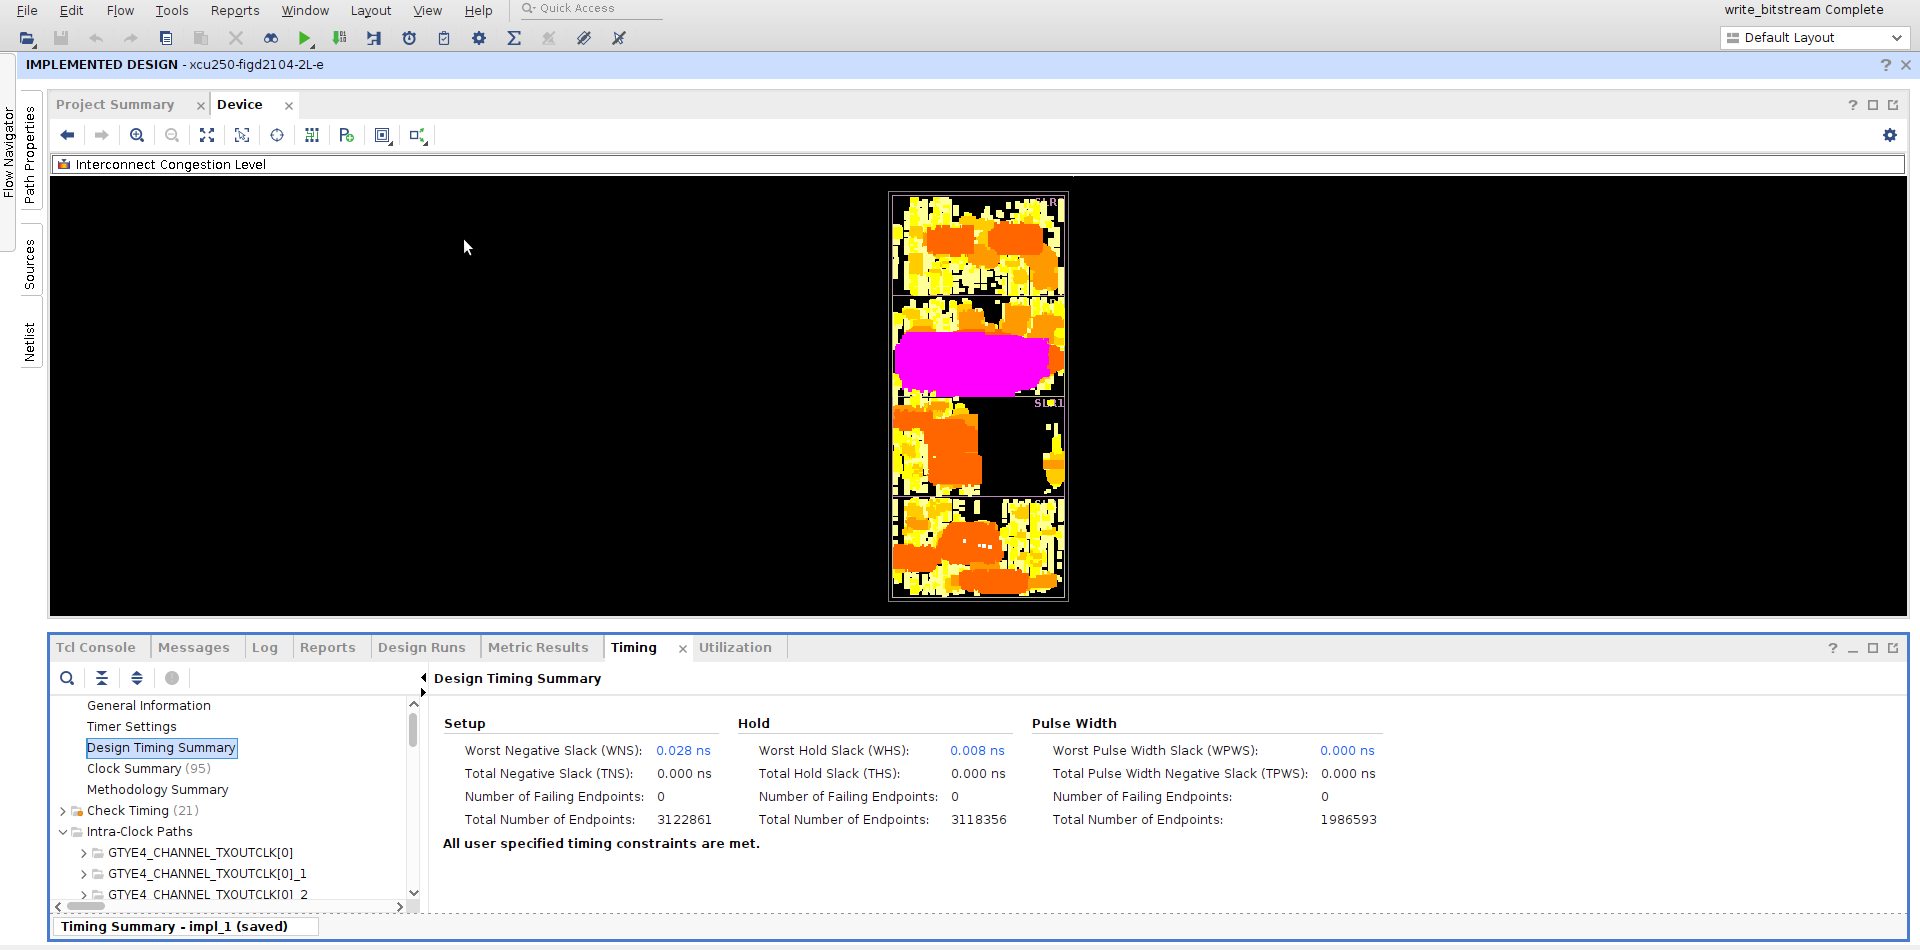 File Edit Flow Tools Reports Window Layout View Help Quick Access write_bitstream Complete
Default Layout
IMPLEMENTED DESIGN - xcu250-figd2104-2L-e
Flow Navigator
Path Properties
Sources
Netlist
Project Summary Device
Interconnect Congestion Level
SLR1
Tcl Console Messages Log Reports Design Runs Metric Results Timing Utilization
General Information
Timer Settings
Design Timing Summary
Clock Summary (95)
Methodology Summary
Check Timing (21)
Intra-Clock Paths
GTYE4_CHANNEL_TXOUTCLK[0]
GTYE4_CHANNEL_TXOUTCLK[0]_1
GTYE4_CHANNEL_TXOUTCLK[0]_2
Design Timing Summary
Setup
Worst Negative Slack (WNS): 0.028 ns
Total Negative Slack (TNS): 0.000 ns
Number of Failing Endpoints: 0
Total Number of Endpoints: 3122861
Hold
Worst Hold Slack (WHS): 0.008 ns
Total Hold Slack (THS): 0.000 ns
Number of Failing Endpoints: 0
Total Number of Endpoints: 3118356
Pulse Width
Worst Pulse Width Slack (WPWS): 0.000 ns
Total Pulse Width Negative Slack (TPWS): 0.000 ns
Number of Failing Endpoints: 0
Total Number of Endpoints: 1986593
All user specified timing constraints are met.
Timing Summary - impl_1 (saved)